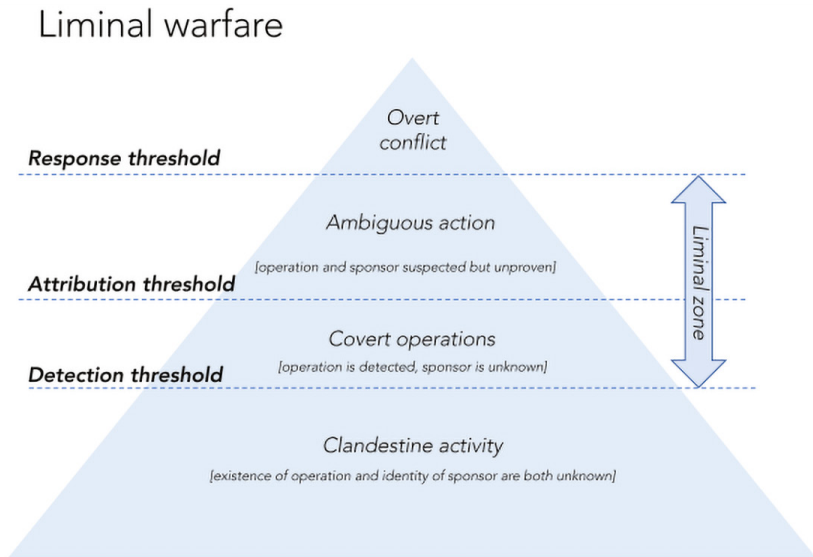 Liminal warfare
Overt
conflict
Response threshold
Ambiguous action
[operation and sponsor suspected but unproven]
Attribution threshold
Liminal zone
Covert operations
[operation is detected, sponsor is unknown]
Detection threshold
Clandestine activity
[existence of operation and identity of sponsor are both unknown]